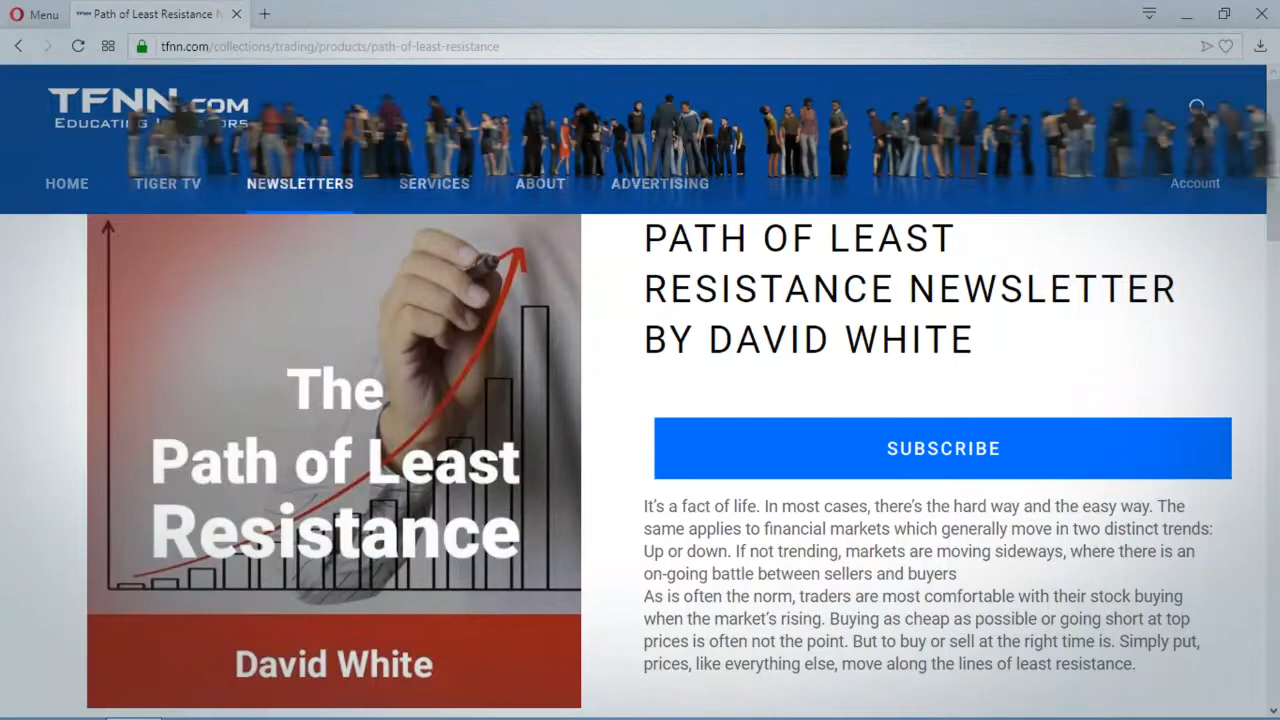 Menu
Path of Least Resistance N
tfnn.com/collections/trading/products/path-of-least-resistance
TFNN.COM
HOME
TIGER TV
NEWSLETTERS
SERVICES
ABOUT
ADVERTISING
Account
The
Path of Least
Resistance
David White
PATH OF LEAST
RESISTANCE NEWSLETTER
BY DAVID WHITE
SUBSCRIBE
It's a fact of life. In most cases, there's the hard way and the easy way. The
same applies to financial markets which generally move in two distinct trends:
Up or down. If not trending, markets are moving sideways, where there is an
on-going battle between sellers and buyers
As is often the norm, traders are most comfortable with their stock buying
when the market's rising. Buying as cheap as possible or going short at top
prices is often not the point. But to buy or sell at the right time is. Simply put,
prices, like everything else, move along the lines of least resistance.